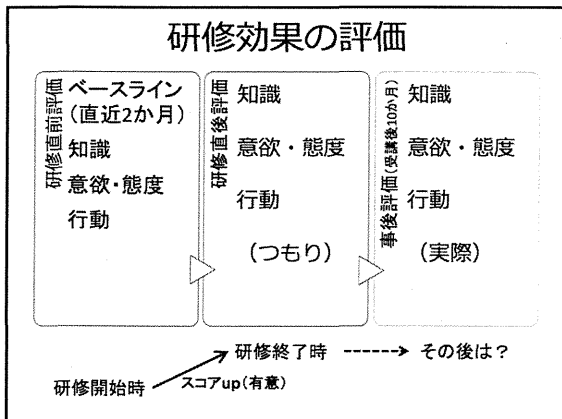 研修効果の評価
研修直前評価
ベースライン
(直近2か月)
知識
意欲・態度
行動
研修直後評価
知識
意欲・態度
行動
(つもり)
事後評価(受講後10か月)
知識
意欲・態度
行動
(実際)
研修開始時
スコアup(有意)
研修終了時
その後は?